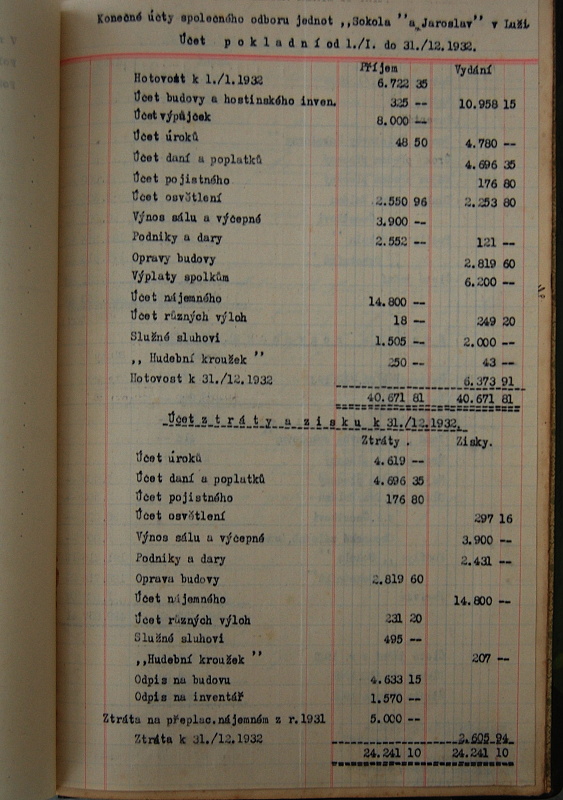 Konečné účty společného odboru jednot ,,Sokola" a ,,Jaroslav" v Luži
Účet p o k l a d n í od 1./I. do 31./12.1932.
Příjem Vydání
Hotovost k 1./1.1932 6.722 35
Účet budovy a hostinského inven. 325 -- 10.958 15
Účet výpůjček 8.000 --
Účet úroků 48 50 4.780 --
Účet daní a poplatků 4.696 35
Účet pojistného 176 80
Účet osvětlení 2.550 96 2.253 80
Výnos sálu a výčepné 3.900 --
Podniky a dary 2.552 -- 121 --
Opravy budovy 2.819 60
Výplaty spolkům 6.200 --
Účet nájemného 14.800 --
Účet různých výloh 18 -- 249 20
Služné sluhovi 1.505 -- 2.000 --
,, Hudební kroužek " 250 -- 43 --
Hotovost k 31./12.1932 6.373 91
40.671 81 40.671 81
Účet z t r á t y a z i s k u k 31./12.1932.
Ztráty . Zisky.
Účet úroků 4.619 --
Účet daní a poplatků 4.696 35
Účet pojistného 176 80
Účet osvětlení 297 16
Výnos sálu a výčepné 3.900 --
Podniky a dary 2.431 --
Oprava budovy 2.819 60
Účet nájemného 14.800 --
Účet různých výloh 231 20
Služné sluhovi 495 --
,,Hudební kroužek " 207 --
Odpis na budovu 4.633 15
Odpis na inventář 1.570 --
Ztráta na přeplac.nájemném z r.1931 5.000 --
Ztráta k 31./12.1932 2.605 94
24.241 10 24.241 10